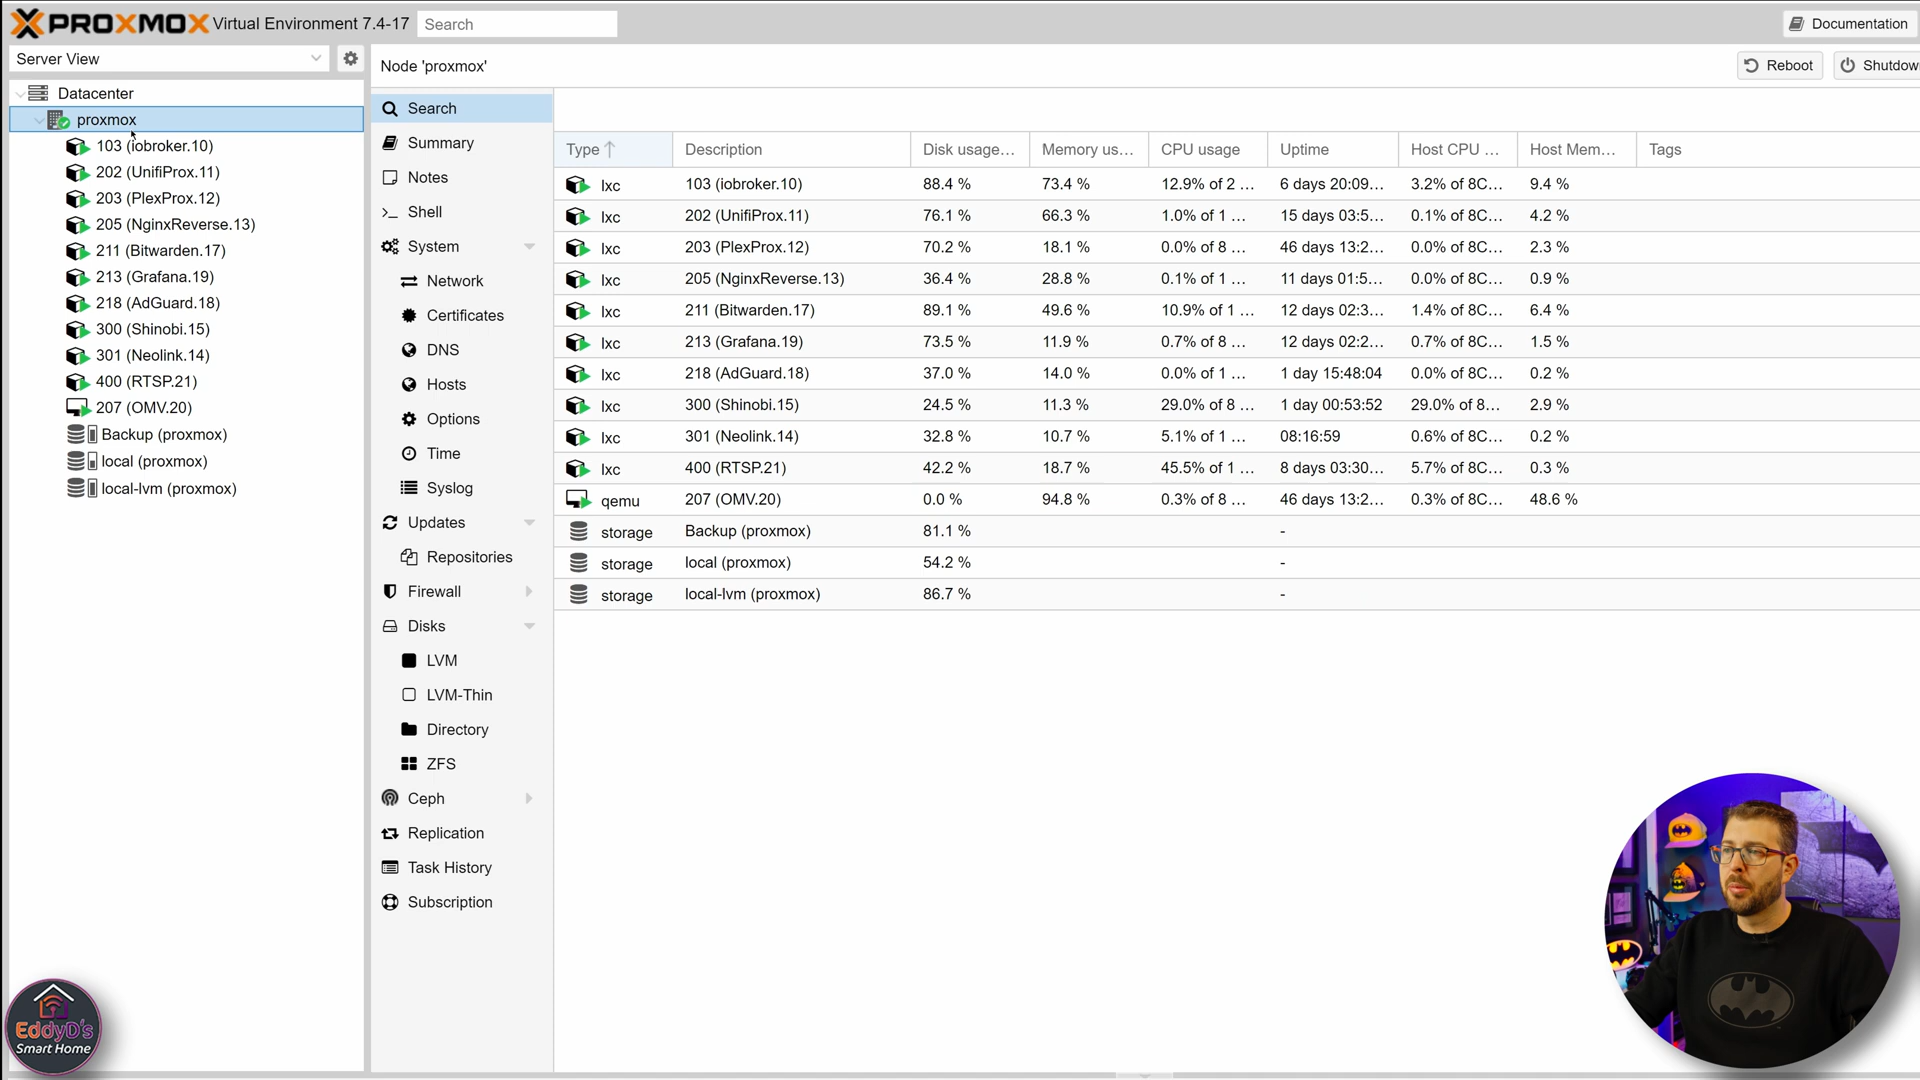 PROXMOX Virtual Environment 7.4-17 Search Documentation
Server View
Node 'proxmox' Reboot Shutdow
Datacenter
proxmox
103 (iobroker.10)
202 (UnifiProx.11)
203 (PlexProx.12)
205 (NginxReverse.13)
211 (Bitwarden.17)
213 (Grafana.19)
218 (AdGuard.18)
300 (Shinobi.15)
301 (Neolink.14)
400 (RTSP.21)
207 (OMV.20)
Backup (proxmox)
local (proxmox)
local-lvm (proxmox)
Search
Summary
Notes
Shell
System
Network
Certificates
DNS
Hosts
Options
Time
Syslog
Updates
Repositories
Firewall
Disks
LVM
LVM-Thin
Directory
ZFS
Ceph
Replication
Task History
Subscription
Type Description Disk usage... Memory us... CPU usage Uptime Host CPU ... Host Mem... Tags
lxc 103 (iobroker.10) 88.4 % 73.4 % 12.9% of 2 ... 6 days 20:09... 3.2% of 8C... 9.4 %
lxc 202 (UnifiProx.11) 76.1 % 66.3 % 1.0% of 1 ... 15 days 03:5... 0.1% of 8C... 4.2 %
lxc 203 (PlexProx.12) 70.2 % 18.1 % 0.0% of 8 ... 46 days 13:2... 0.0% of 8C... 2.3 %
lxc 205 (NginxReverse.13) 36.4 % 28.8 % 0.1% of 1 ... 11 days 01:5... 0.0% of 8C... 0.9 %
lxc 211 (Bitwarden.17) 89.1 % 49.6 % 10.9% of 1 ... 12 days 02:3... 1.4% of 8C... 6.4 %
lxc 213 (Grafana.19) 73.5 % 11.9 % 0.7% of 8 ... 12 days 02:2... 0.7% of 8C... 1.5 %
lxc 218 (AdGuard.18) 37.0 % 14.0 % 0.0% of 1 ... 1 day 15:48:04 0.0% of 8C... 0.2 %
lxc 300 (Shinobi.15) 24.5 % 11.3 % 29.0% of 8 ... 1 day 00:53:52 29.0% of 8... 2.9 %
lxc 301 (Neolink.14) 32.8 % 10.7 % 5.1% of 1 ... 08:16:59 0.6% of 8C... 0.2 %
lxc 400 (RTSP.21) 42.2 % 18.7 % 45.5% of 1 ... 8 days 03:30... 5.7% of 8C... 0.3 %
qemu 207 (OMV.20) 0.0 % 94.8 % 0.3% of 8 ... 46 days 13:2... 0.3% of 8C... 48.6 %
storage Backup (proxmox) 81.1 % -
storage local (proxmox) 54.2 % -
storage local-lvm (proxmox) 86.7 % -
EddyD's
Smart Home